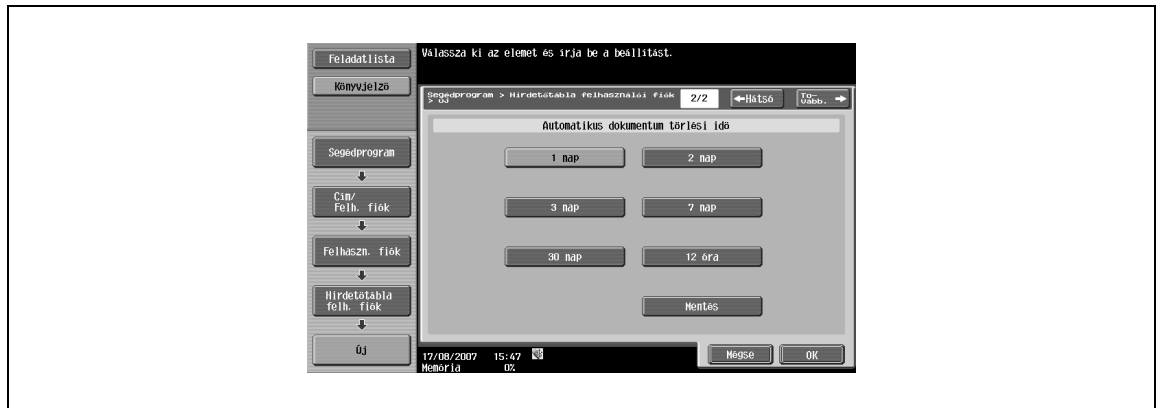 Feladatlista
Könyvjelző
Segédprogram
Cím/
Felh. fiók
Felhaszn. fiók
Hirdetőtábla
felh. fiók
Új
Válassza ki az elemet és írja be a beállítást.
Segédprogram > Hirdetőtábla felhasználói fiók
> Új
2/2
←Hátsó
To-
vább. →
Automatikus dokumentum törlési idő
1 nap
2 nap
3 nap
7 nap
30 nap
12 óra
Mentés
17/08/2007 15:47
Memória 0%
Mégse
OK